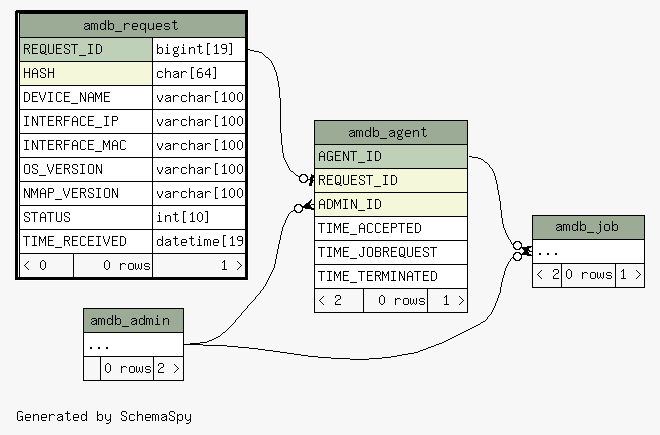 amdb_request
REQUEST_ID bigint[19]
HASH char[64]
DEVICE_NAME varchar[100
INTERFACE_IP varchar[100
INTERFACE_MAC varchar[100
OS_VERSION varchar[100
NMAP_VERSION varchar[100
STATUS int[10]
TIME_RECEIVED datetime[19
< 0 0 rows 1 >
amdb_agent
AGENT_ID
REQUEST_ID
ADMIN_ID
TIME_ACCEPTED
TIME_JOBREQUEST
TIME_TERMINATED
< 2 0 rows 1 >
amdb_job
...
< 2 0 rows 1 >
amdb_admin
...
0 rows 2 >
Generated by SchemaSpy